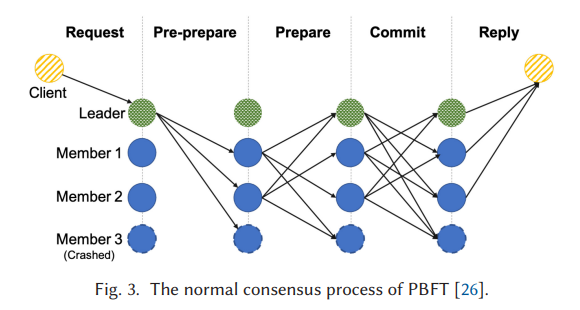 Request Pre-prepare Prepare Commit Reply
Client
Leader
Member 1
Member 2
Member 3
(Crashed)
Fig. 3. The normal consensus process of PBFT [26].